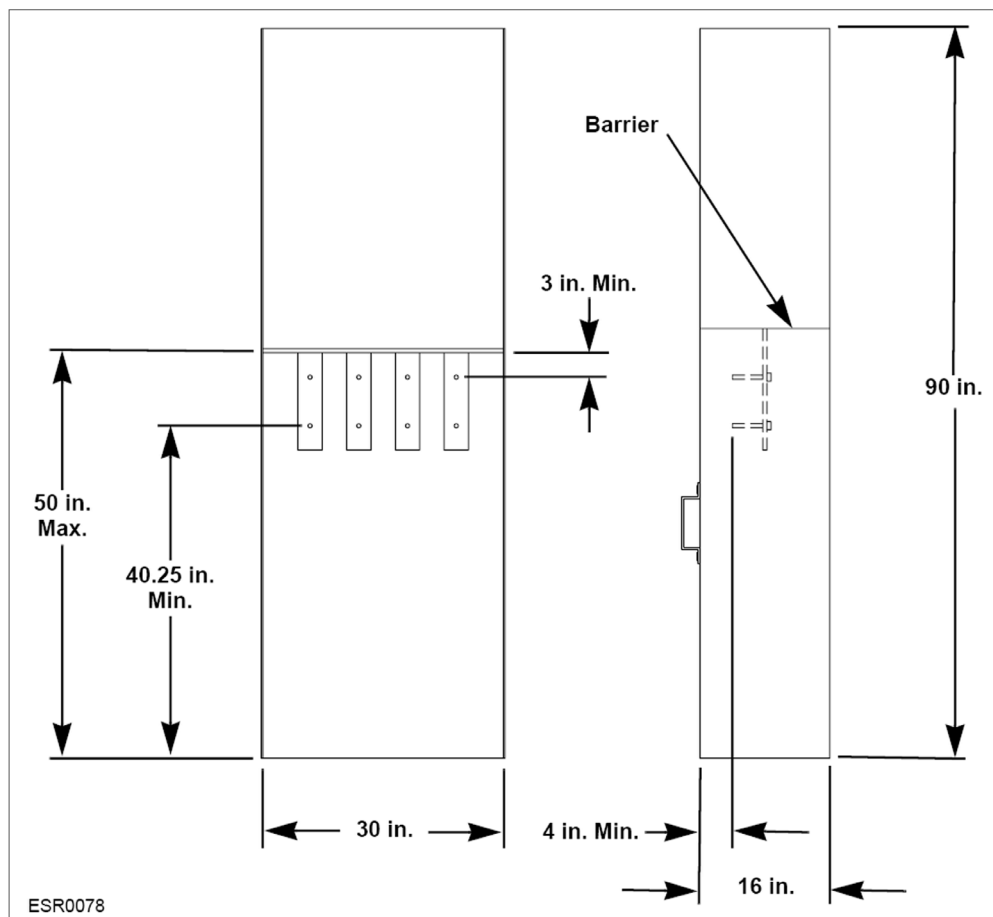 Barrier
3 in. Min.
90 in.
50 in.
Max.
40.25 in.
Min.
30 in.
4 in. Min.
16 in.
ESR0078